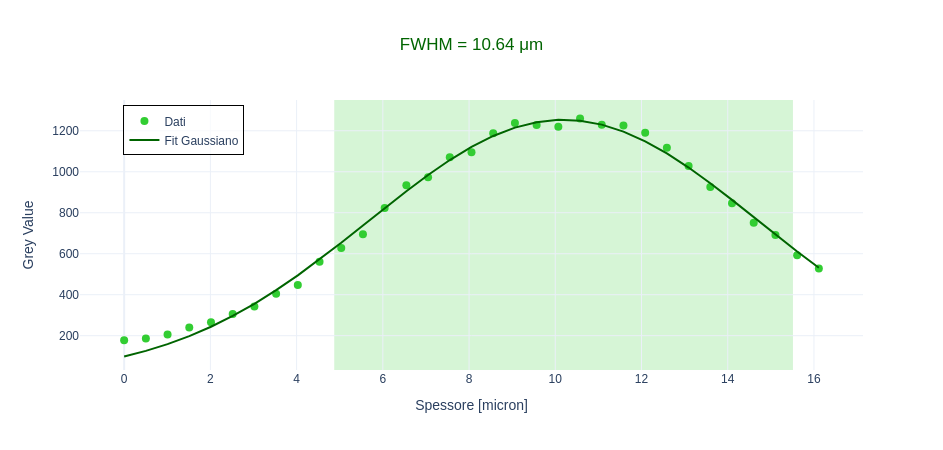 FWHM = 10.64 μm
Dati
Fit Gaussiano
1200
1000
800
600
400
200
Grey Value
0 2 4 6 8 10 12 14 16
Spessore [micron]